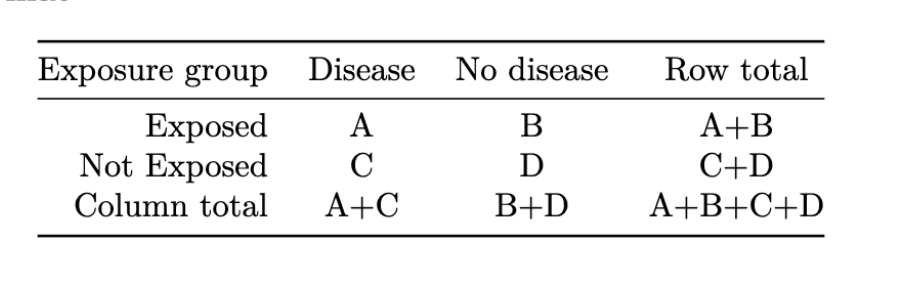 Exposure group Disease No disease Row total
Exposed A B A+B
Not Exposed C D C+D
Column total A+C B+D A+B+C+D